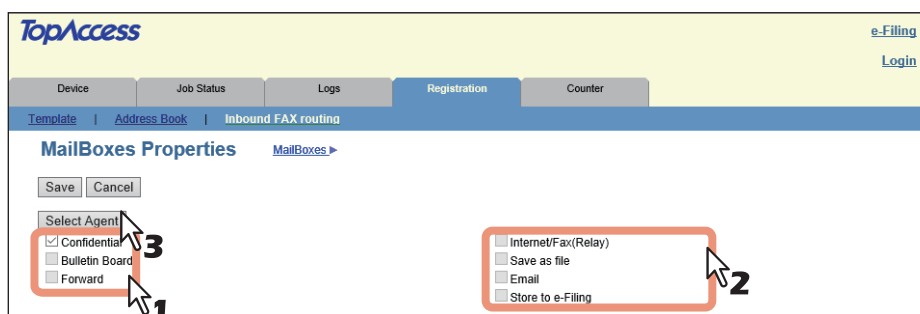 TopAccess
e-Filing
Login
Device Job Status Logs Registration Counter
Template | Address Book | Inbound FAX routing
MailBoxes Properties MailBoxes
Save Cancel
Select Agent
3
Confidential Internet/Fax(Relay)
Bulletin Board Save as file
Forward Email
2
Store to e-Filing
1